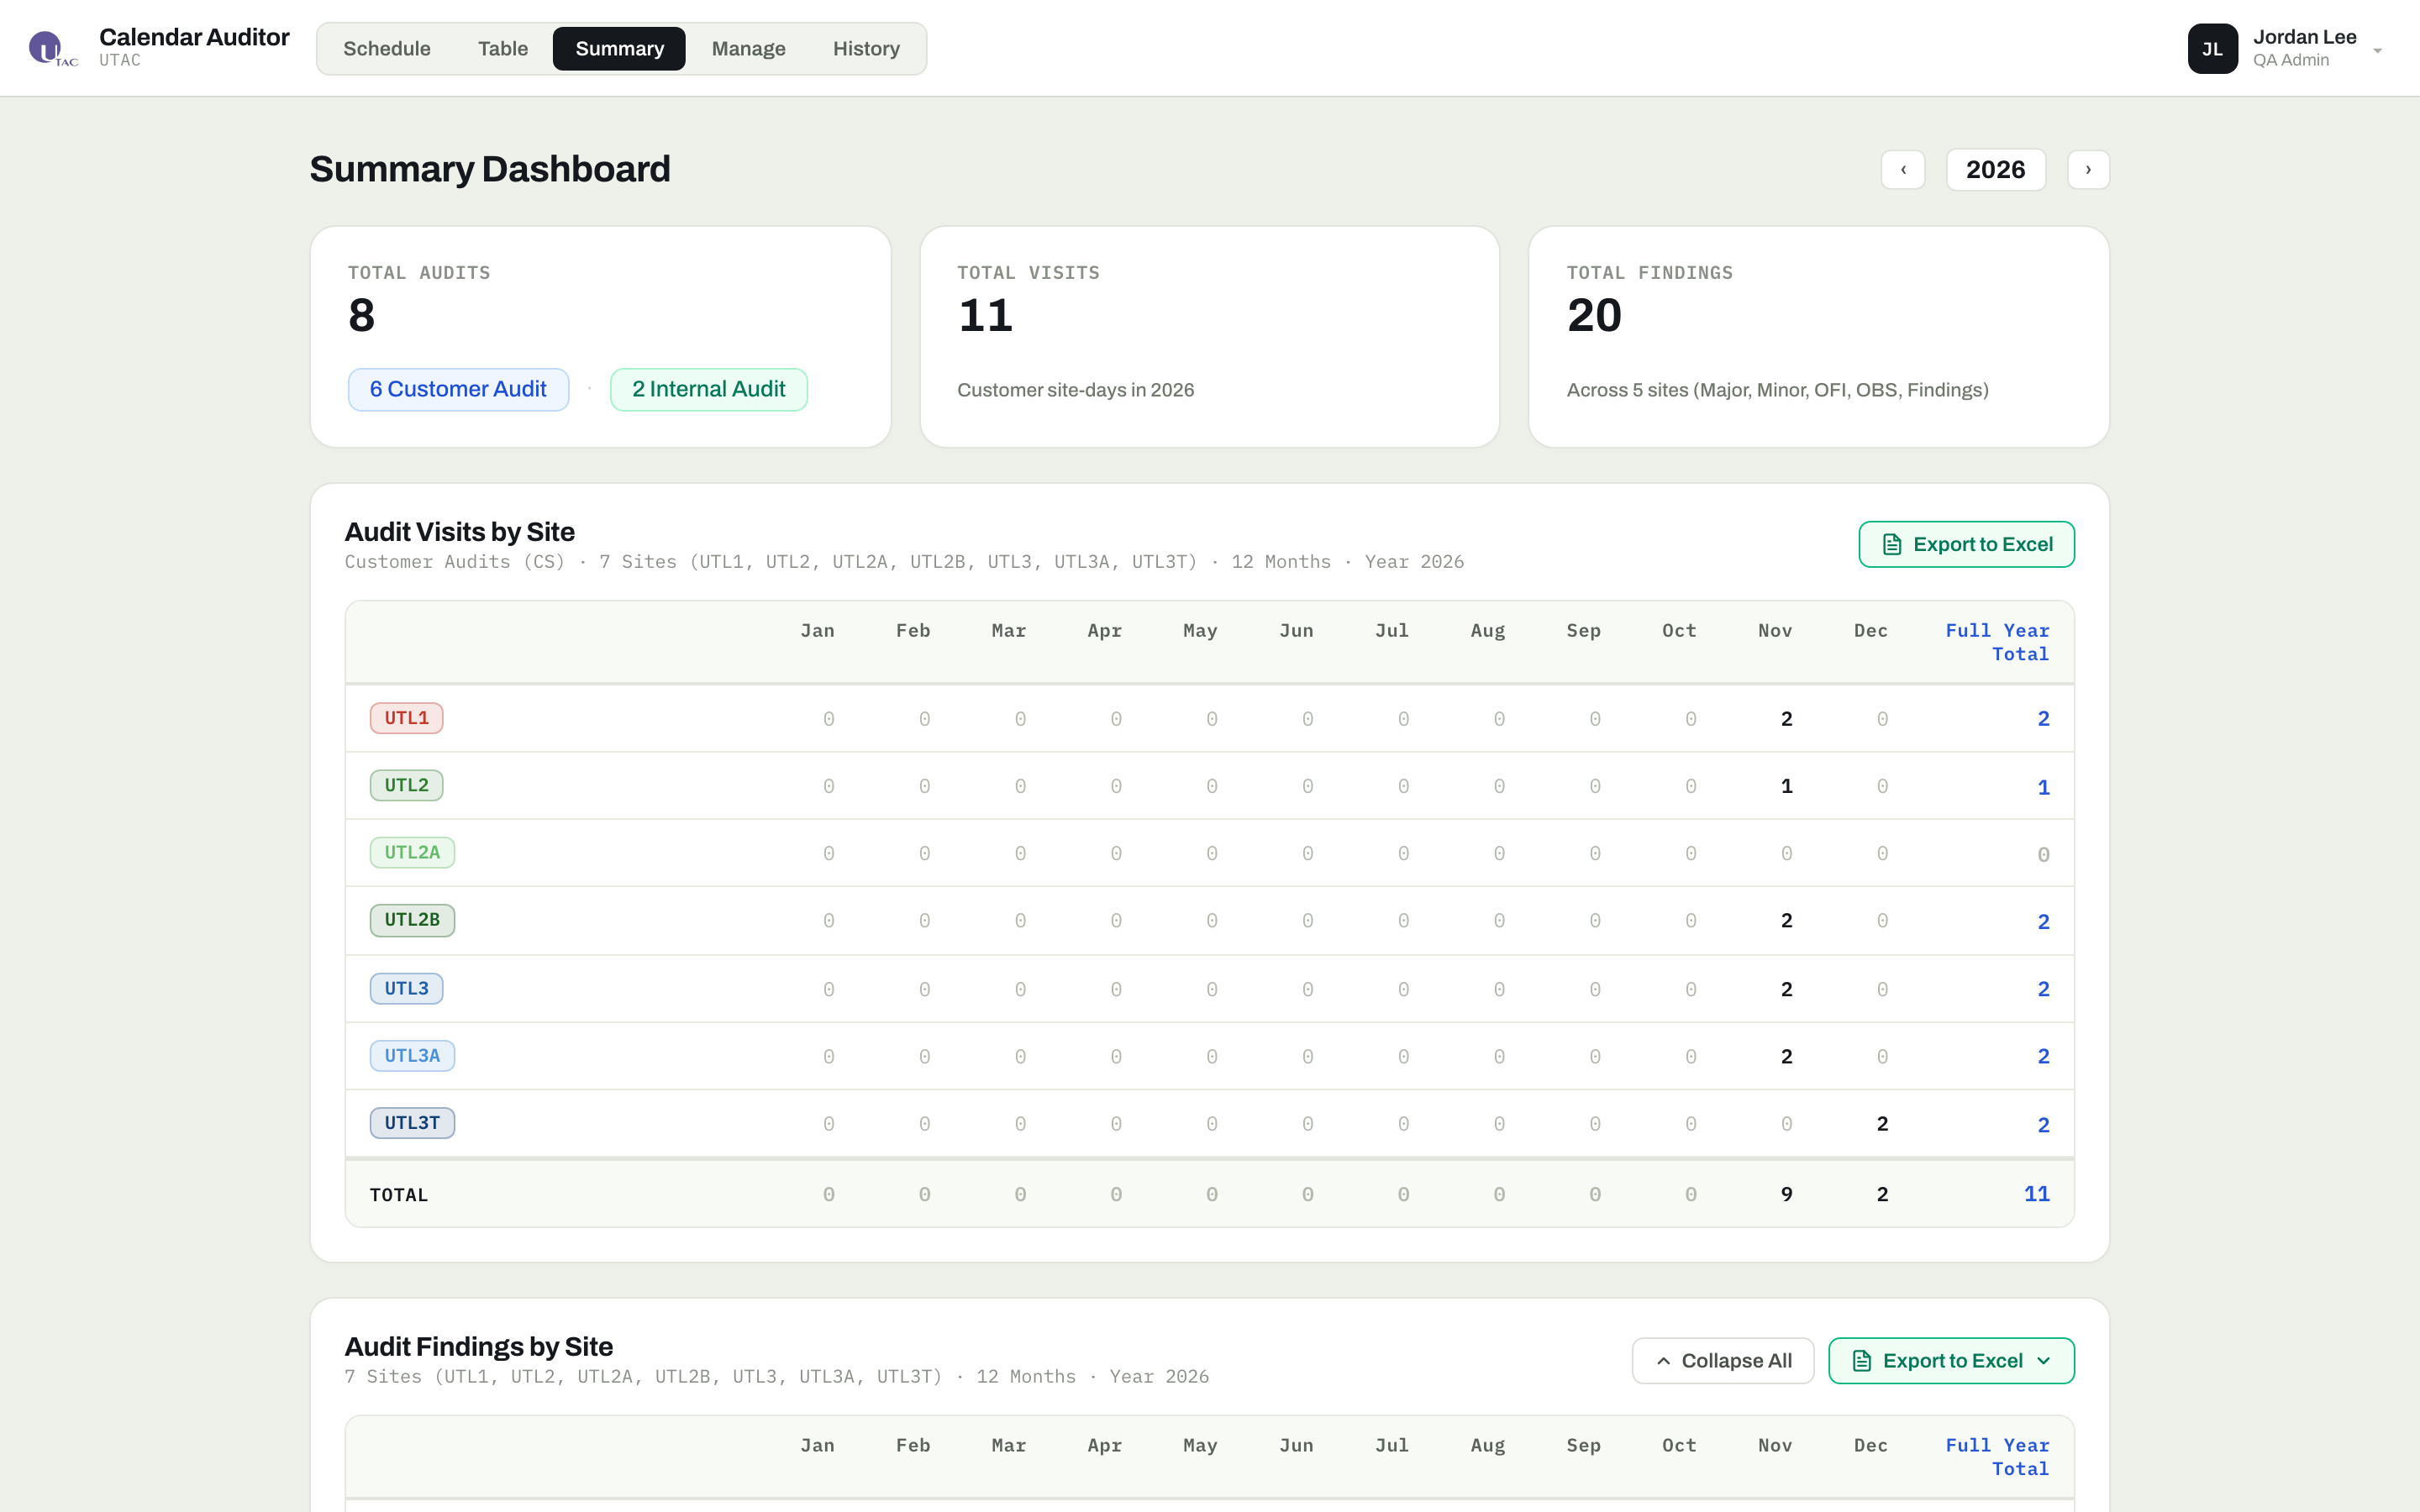 UTAC
Calendar Auditor
UTAC
Schedule Table Summary Manage History
JL
Jordan Lee
QA Admin
Summary Dashboard
‹ 2026 ›
TOTAL AUDITS
8
6 Customer Audit · 2 Internal Audit
TOTAL VISITS
11
Customer site-days in 2026
TOTAL FINDINGS
20
Across 5 sites (Major, Minor, OFI, OBS, Findings)
Audit Visits by Site
Customer Audits (CS) · 7 Sites (UTL1, UTL2, UTL2A, UTL2B, UTL3, UTL3A, UTL3T) · 12 Months · Year 2026
Export to Excel
Jan Feb Mar Apr May Jun Jul Aug Sep Oct Nov Dec Full Year
Total
UTL1 0 0 0 0 0 0 0 0 0 0 2 0 2
UTL2 0 0 0 0 0 0 0 0 0 0 1 0 1
UTL2A 0 0 0 0 0 0 0 0 0 0 0 0 0
UTL2B 0 0 0 0 0 0 0 0 0 0 2 0 2
UTL3 0 0 0 0 0 0 0 0 0 0 2 0 2
UTL3A 0 0 0 0 0 0 0 0 0 0 2 0 2
UTL3T 0 0 0 0 0 0 0 0 0 0 0 2 2
TOTAL 0 0 0 0 0 0 0 0 0 0 9 2 11
Audit Findings by Site
7 Sites (UTL1, UTL2, UTL2A, UTL2B, UTL3, UTL3A, UTL3T) · 12 Months · Year 2026
Collapse All
Export to Excel
Jan Feb Mar Apr May Jun Jul Aug Sep Oct Nov Dec Full Year
Total